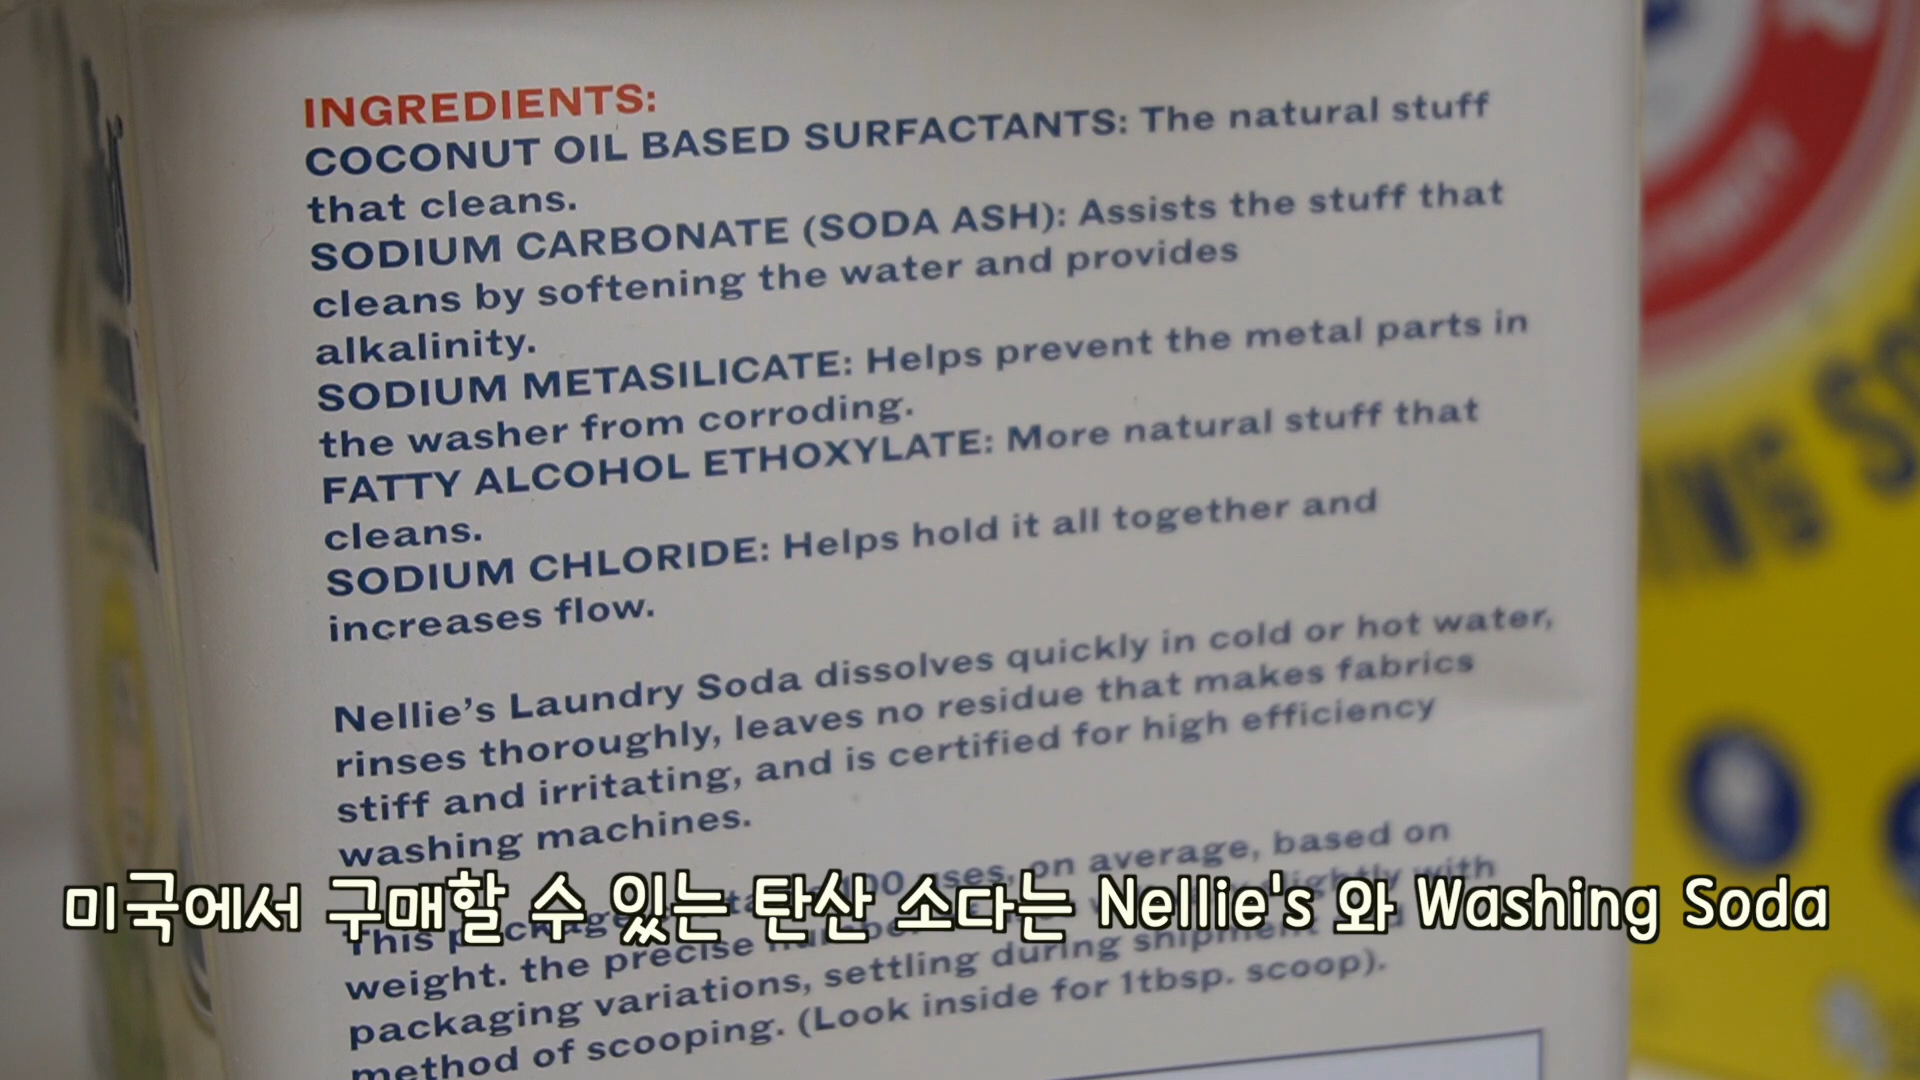 INGREDIENTS:
COCONUT OIL BASED SURFACTANTS: The natural stuff
that cleans.
SODIUM CARBONATE (SODA ASH): Assists the stuff that
cleans by softening the water and provides
alkalinity.
SODIUM METASILICATE: Helps prevent the metal parts in
the washer from corroding.
FATTY ALCOHOL ETHOXYLATE: More natural stuff that
cleans.
SODIUM CHLORIDE: Helps hold it all together and
increases flow.
Nellie's Laundry Soda dissolves quickly in cold or hot water,
rinses thoroughly, leaves no residue that makes fabrics
stiff and irritating, and is certified for high efficiency
washing machines.
This 100 uses, on average, based on
weight. the precise slightly with
packaging variations, settling during shipment
method of scooping. (Look inside for 1tbsp. scoop).
미국에서 구매할 수 있는 탄산 소다는 Nellie's 와 Washing Soda